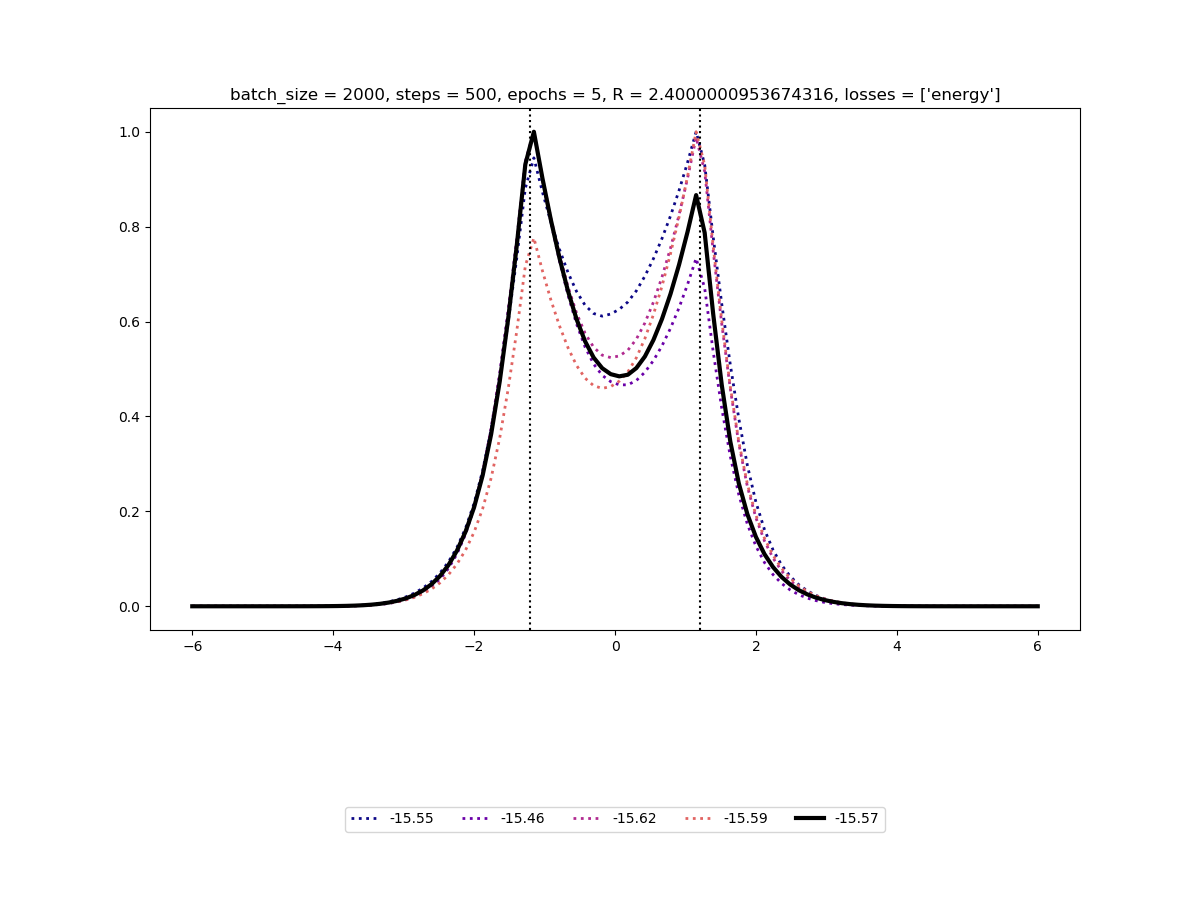 batch_size = 2000, steps = 500, epochs = 5, R = 2.4000000953674316, losses = ['energy']
1.0
0.8
0.6
0.4
0.2
0.0
−6 −4 −2 0 2 4 6
-15.55 -15.46 -15.62 -15.59 -15.57